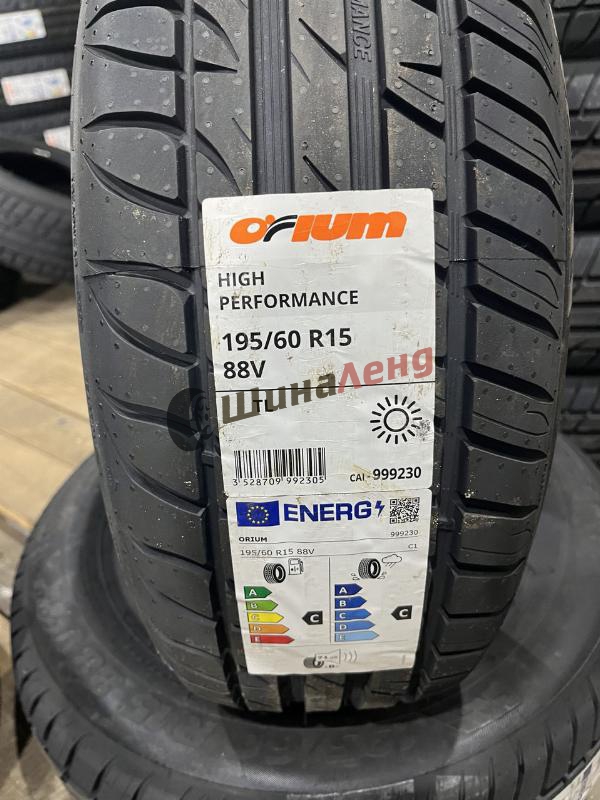 MANCE
ORIUM
HIGH
PERFORMANCE
195/60 R15
88V
ШинаЛенд
TL
3 528709 992305
CAI - 999230
ENERG
ORIUM
999230
195/60 R15 88V
C1
A
B
C
D
E
C
A
B
C
D
E
C